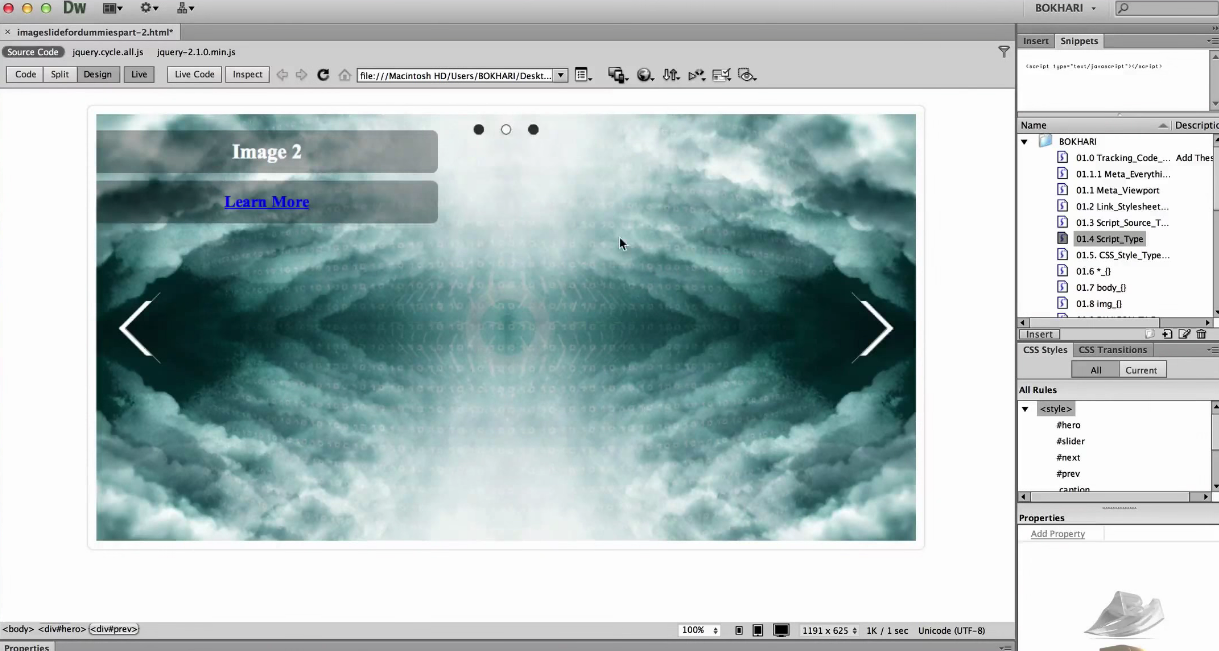 Dw
BOKHARI
imageslidefordummiespart-2.html*
Source Code
jquery.cycle.all.js
jquery-2.1.0.min.js
Code
Split
Design
Live
Live Code
Inspect
file:///Macintosh HD/Users/BOKHARI/Deskt...
Image 2
Learn More
<body> <div#hero> <div#prev>
100%
1191 x 625
1K / 1 sec
Unicode (UTF-8)
Properties
Insert
Snippets
<script type="text/javascript"></script>
Name
Descriptic
BOKHARI
01.0 Tracking_Code_... Add Thes
01.1.1 Meta_Everythi...
01.1 Meta_Viewport
01.2 Link_Stylesheet...
01.3 Script_Source_T...
01.4 Script_Type
01.5. CSS_Style_Type...
01.6 *_{}
01.7 body_{}
01.8 img_{}
Insert
CSS Styles
CSS Transitions
All
Current
All Rules
<style>
#hero
#slider
#next
#prev
.caption
Properties
Add Property